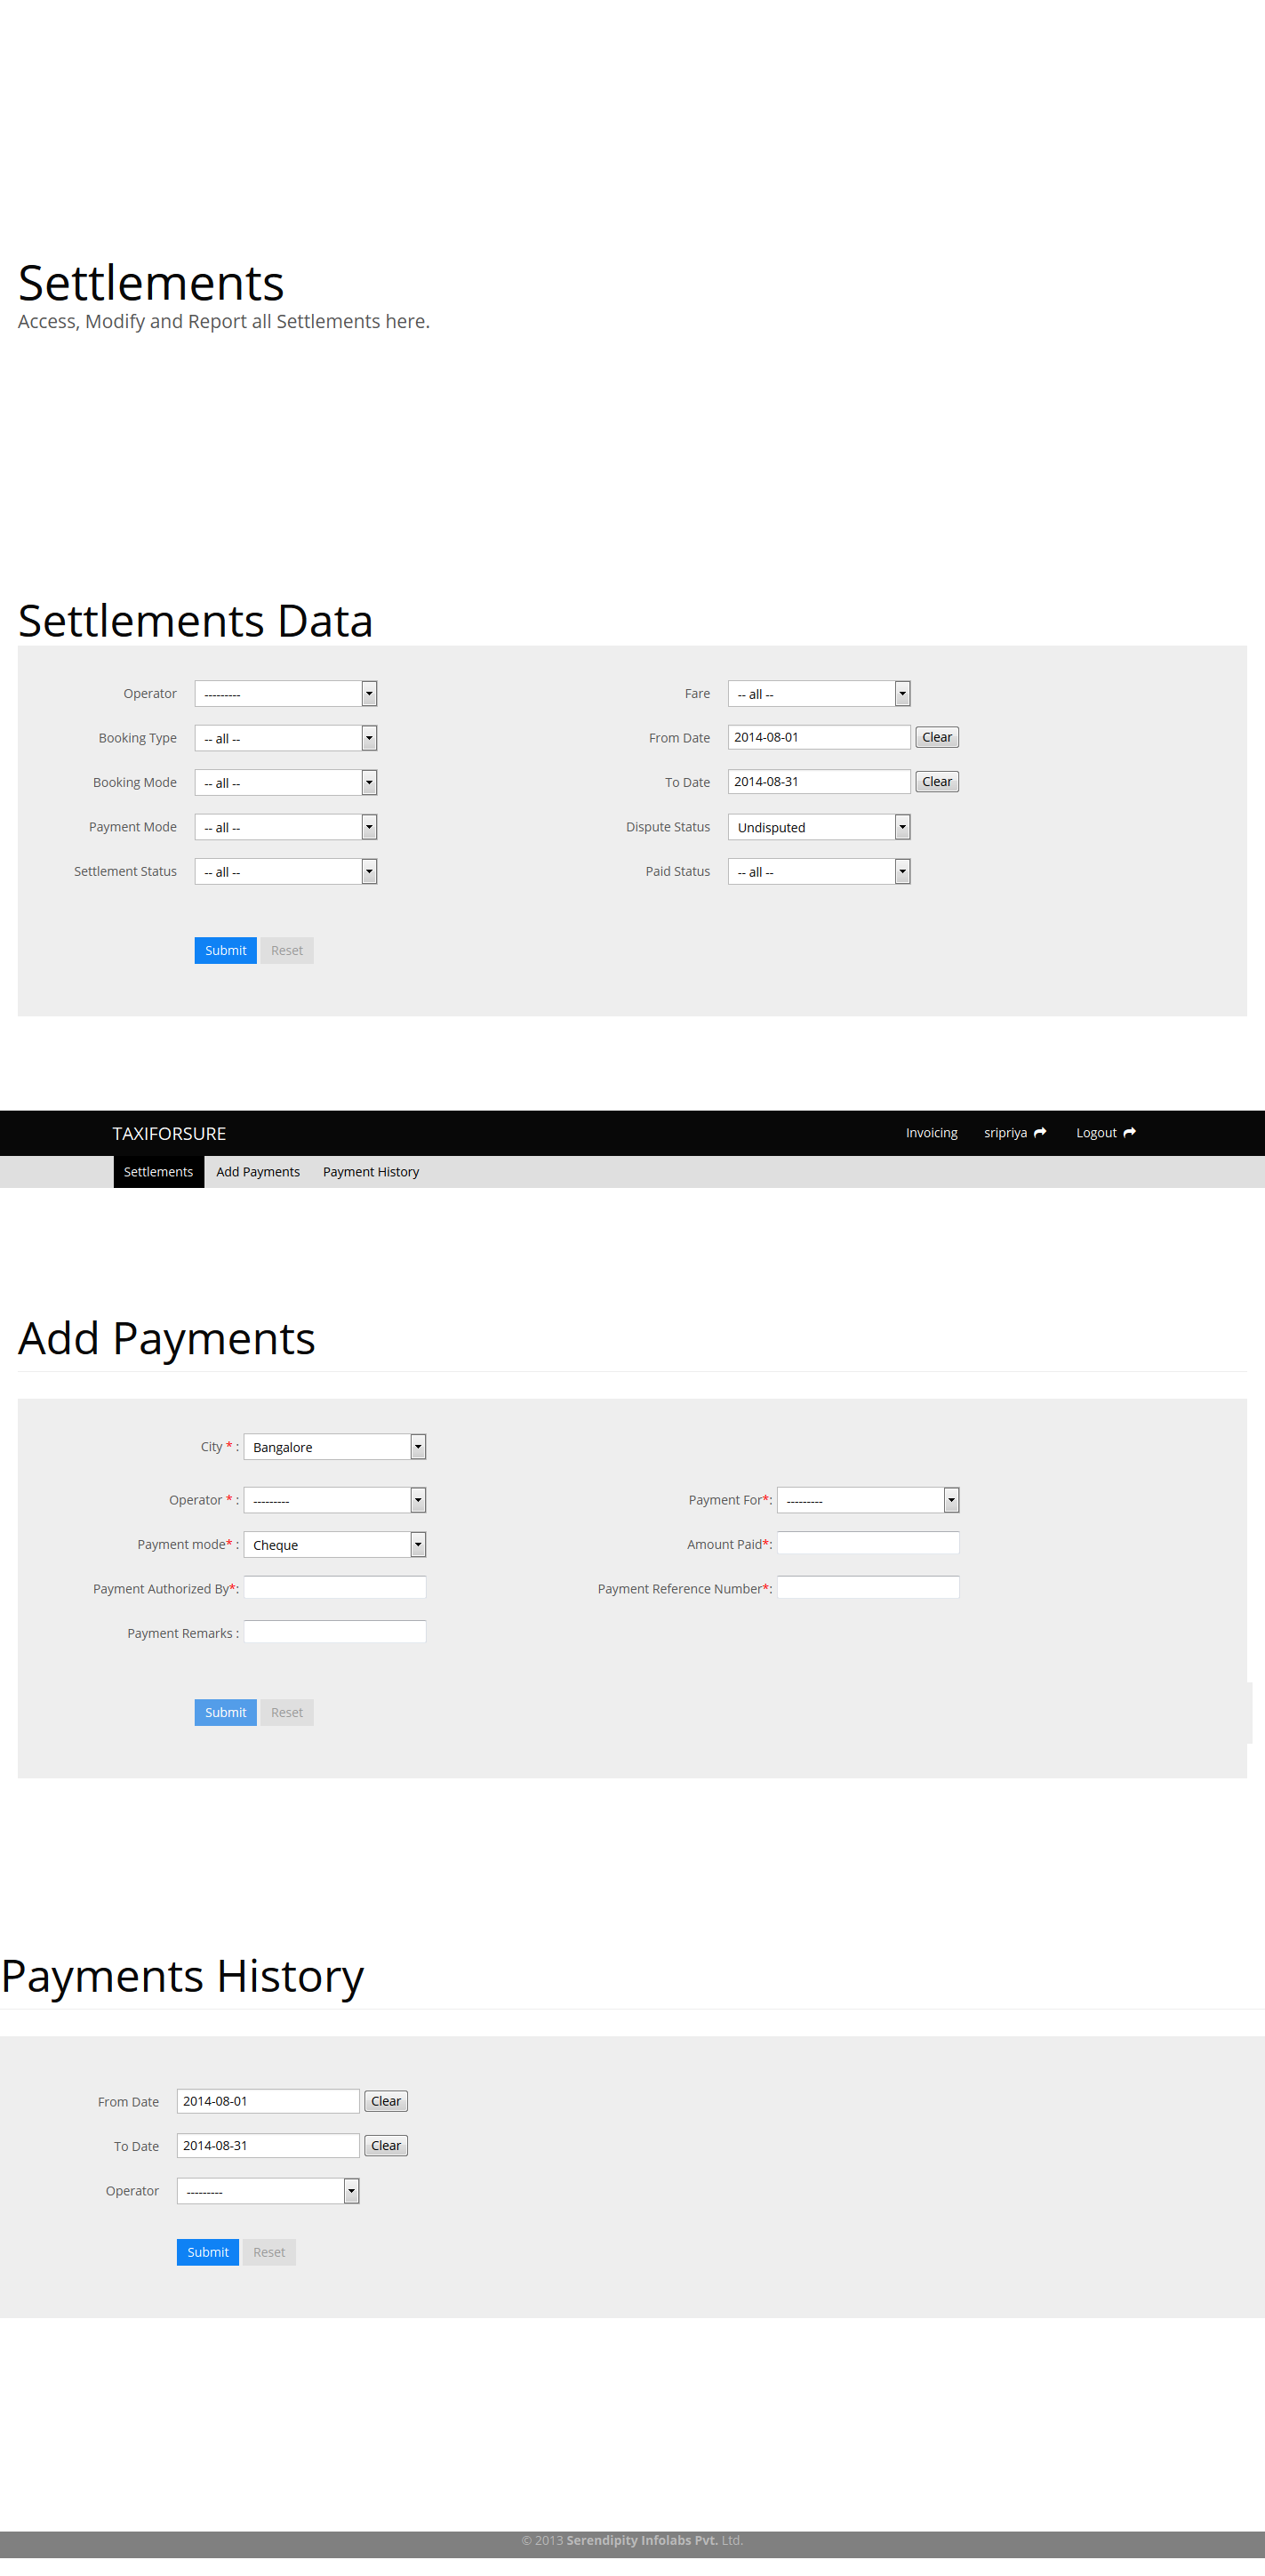 Settlements
Access, Modify and Report all Settlements here.
Settlements Data
Operator --------- Fare -- all --
Booking Type -- all -- From Date 2014-08-01 Clear
Booking Mode -- all -- To Date 2014-08-31 Clear
Payment Mode -- all -- Dispute Status Undisputed
Settlement Status -- all -- Paid Status -- all --
Submit Reset
TAXIFORSURE Invoicing sripriya Logout
Settlements Add Payments Payment History
Add Payments
City * : Bangalore
Operator * : --------- Payment For*: ---------
Payment mode* : Cheque Amount Paid*:
Payment Authorized By*: Payment Reference Number*:
Payment Remarks :
Submit Reset
Payments History
From Date 2014-08-01 Clear
To Date 2014-08-31 Clear
Operator ---------
Submit Reset
© 2013 Serendipity Infolabs Pvt. Ltd.